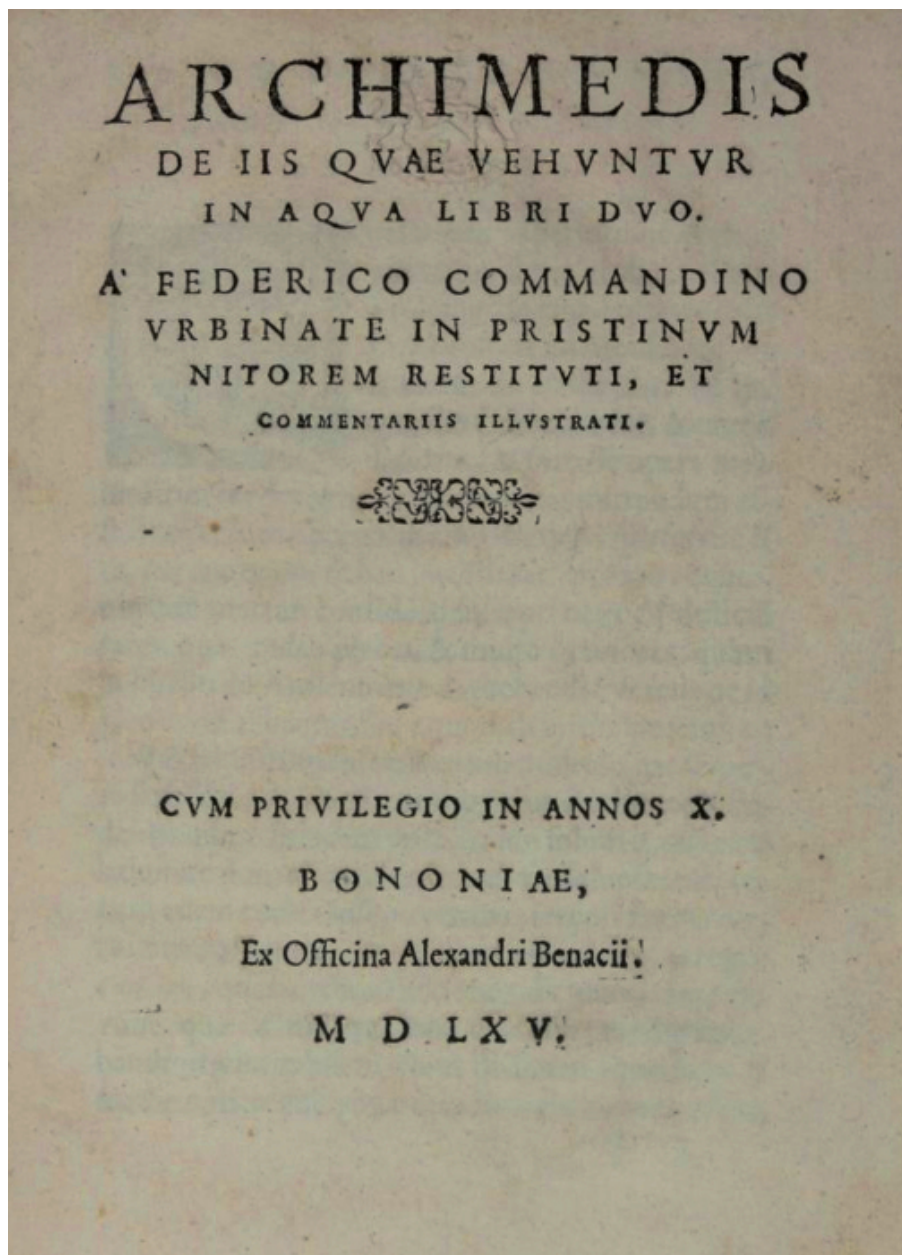 ARCHIMEDIS
DE IIS QVAE VEHVNTVR
IN AQVA LIBRI DVO.
A' FEDERICO COMMANDINO
VRBINATE IN PRISTINVM
NITOREM RESTITVTI, ET
COMMENTARIIS ILLVSTRATI.
CVM PRIVILEGIO IN ANNOS X.
BONONIAE,
Ex Officina Alexandri Benacii.
M D LXV.